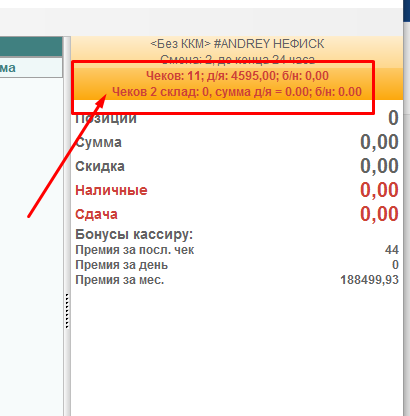 <Без ККМ> #ANDREY НЕФИСК
Смена: 2, до конца 24 часа
Чеков: 11; д/я: 4595,00; б/н: 0,00
Чеков 2 склад: 0, сумма д/я = 0.00; б/н: 0.00
ма
Позиции 0
Сумма 0,00
Скидка 0,00
Наличные 0,00
Сдача 0,00
Бонусы кассиру:
Премия за посл. чек 44
Премия за день 0
Премия за мес. 188499,93